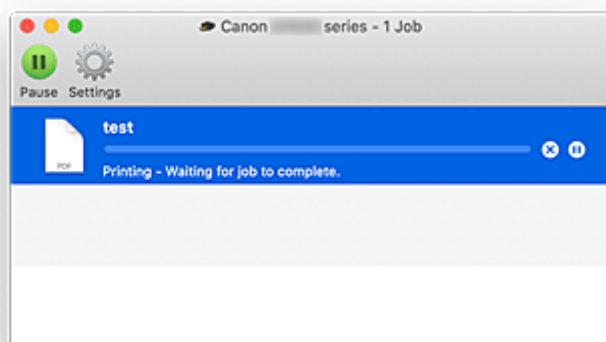 Canon series - 1 Job
Pause Settings
test
PDF
Printing - Waiting for job to complete.